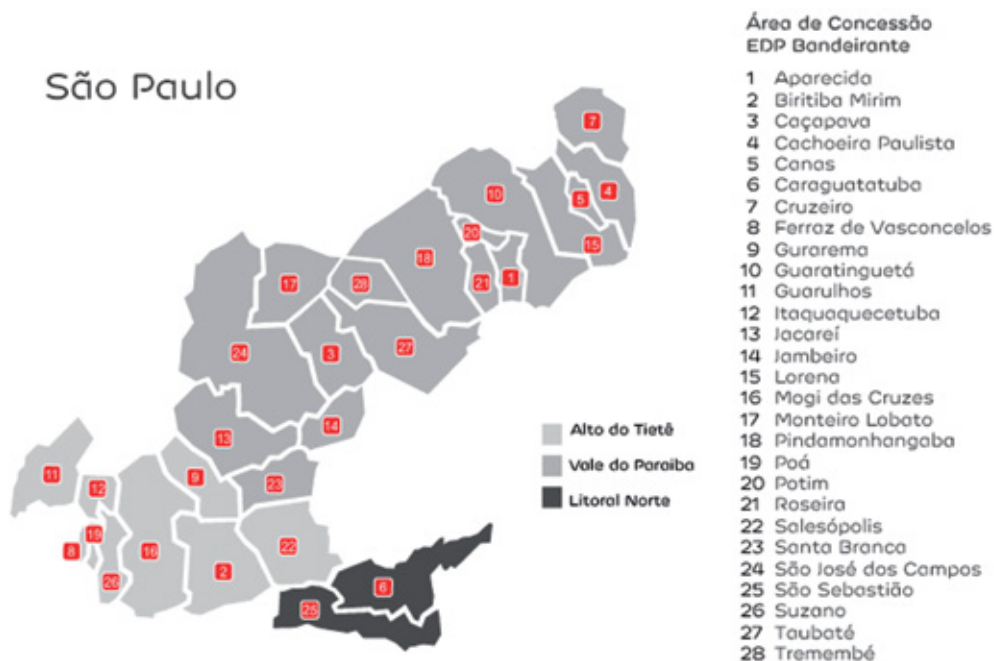 São Paulo
Área de Concessão
EDP Bandeirante
1 Aparecida
2 Biritiba Mirim
3 Caçapava
4 Cachoeira Paulista
5 Canas
6 Caraguatatuba
7 Cruzeiro
8 Ferraz de Vasconcelos
9 Gurarema
10 Guaratinguetá
11 Guarulhos
12 Itaquaquecetuba
13 Jacareí
14 Jambeiro
15 Lorena
16 Mogi das Cruzes
17 Monteiro Lobato
18 Pindamonhangaba
19 Poá
20 Potim
21 Roseira
22 Salesópolis
23 Santa Branca
24 São José dos Campos
25 São Sebastião
26 Suzano
27 Taubaté
28 Tremembé
7
10
4
5
20
15
18
1
21
17
28
27
24
3
14
13
11
9
12
23
19
8
16
22
2
26
6
25
Alto do Tietê
Vale do Paraiba
Litoral Norte